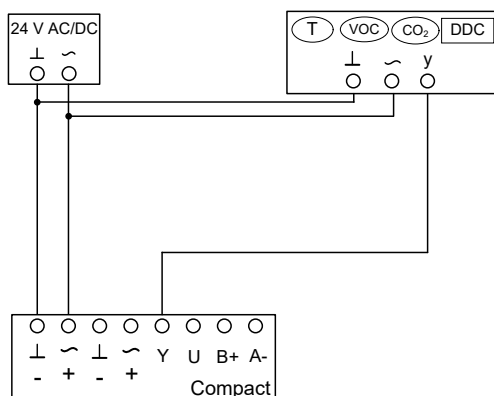 24 V AC/DC
⊥ ~
T VOC CO₂ DDC
⊥ ~ y
⊥ ~ ⊥ ~ Y U B+ A-
- + - +
Compact